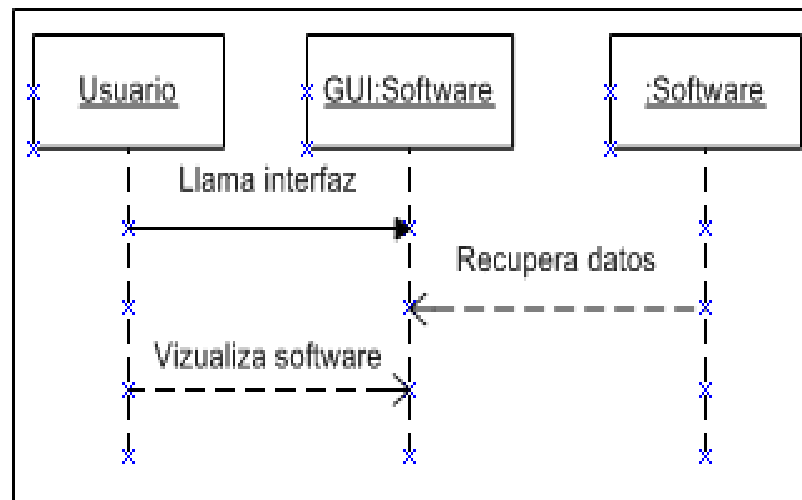 Usuario
GUI:Software
:Software
Llama interfaz
Recupera datos
Vizualiza software